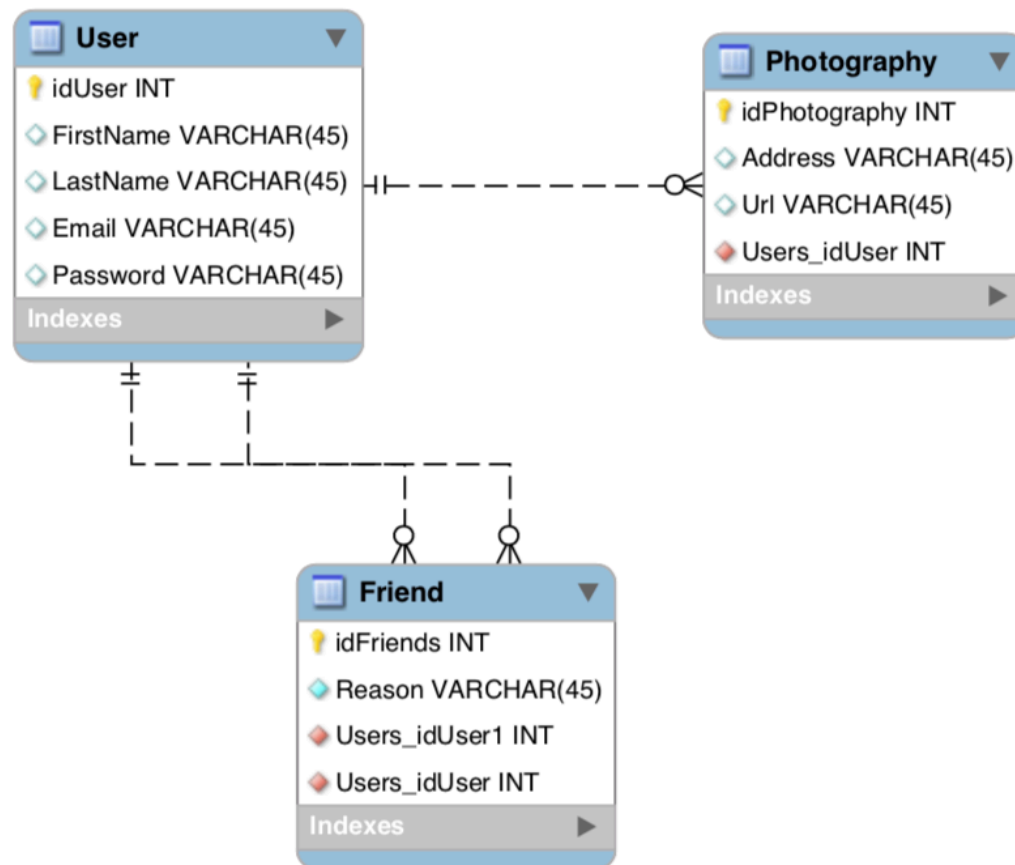 User
idUser INT
FirstName VARCHAR(45)
LastName VARCHAR(45)
Email VARCHAR(45)
Password VARCHAR(45)
Indexes
Photography
idPhotography INT
Address VARCHAR(45)
Url VARCHAR(45)
Users_idUser INT
Indexes
Friend
idFriends INT
Reason VARCHAR(45)
Users_idUser1 INT
Users_idUser INT
Indexes